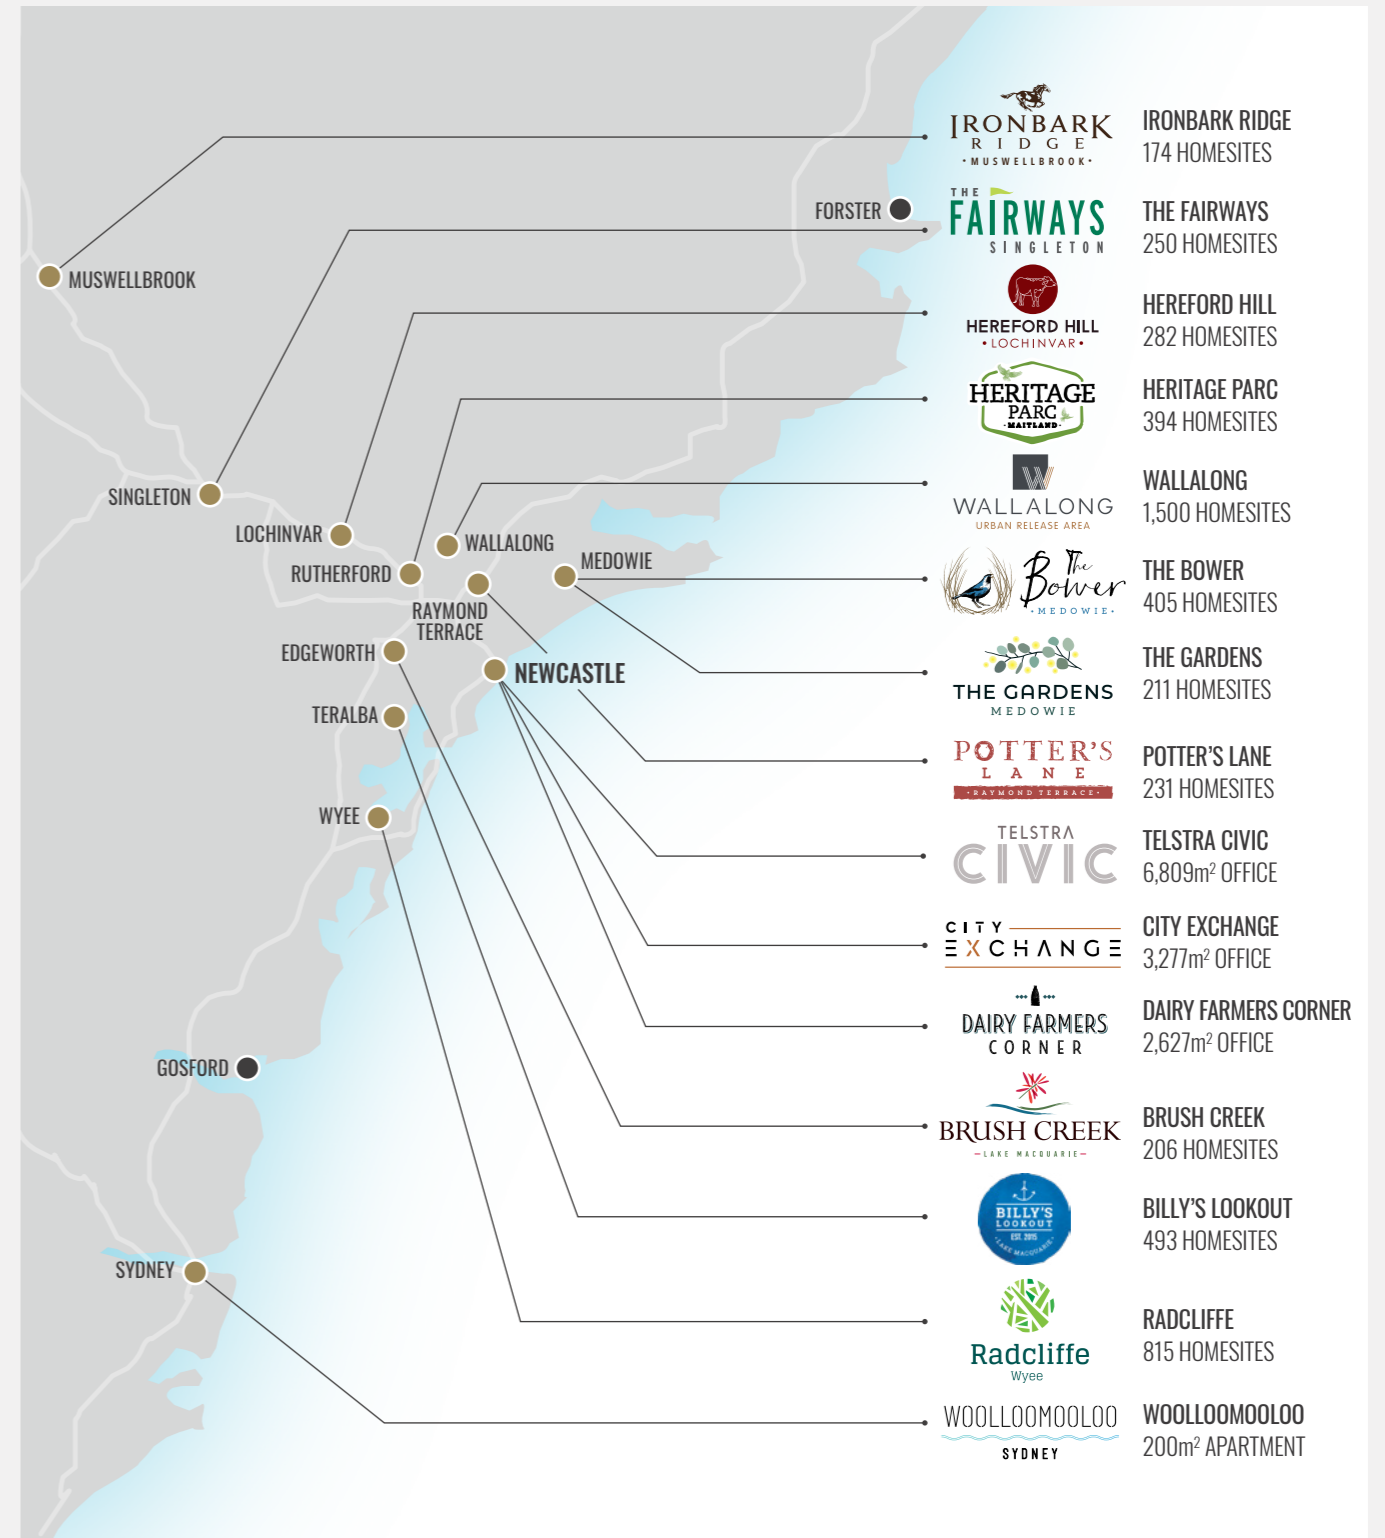 IRONBARK
RIDGE
• MUSWELLBROOK •
IRONBARK RIDGE
174 HOMESITES
FORSTER
THE
FAIRWAYS
SINGLETON
THE FAIRWAYS
250 HOMESITES
MUSWELLBROOK
HEREFORD HILL
• LOCHINVAR •
HEREFORD HILL
282 HOMESITES
HERITAGE
PARC
· MAITLAND ·
HERITAGE PARC
394 HOMESITES
SINGLETON
LOCHINVAR
RUTHERFORD
WALLALONG
MEDOWIE
RAYMOND
TERRACE
W
WALLALONG
URBAN RELEASE AREA
WALLALONG
1,500 HOMESITES
The
Bower
• MEDOWIE •
THE BOWER
405 HOMESITES
EDGEWORTH
NEWCASTLE
TERALBA
THE GARDENS
MEDOWIE
THE GARDENS
211 HOMESITES
POTTER'S
LANE
• RAYMOND TERRACE •
POTTER'S LANE
231 HOMESITES
WYEE
TELSTRA
CIVIC
TELSTRA CIVIC
6,809m² OFFICE
CITY
EXCHANGE
CITY EXCHANGE
3,277m² OFFICE
DAIRY FARMERS
CORNER
DAIRY FARMERS CORNER
2,627m² OFFICE
GOSFORD
BRUSH CREEK
– LAKE MACQUARIE –
BRUSH CREEK
206 HOMESITES
BILLY'S
LOOKOUT
EST. 2015
· LAKE MACQUARIE ·
BILLY'S LOOKOUT
493 HOMESITES
SYDNEY
Radcliffe
Wyee
RADCLIFFE
815 HOMESITES
WOOLLOOMOOLOO
SYDNEY
WOOLLOOMOOLOO
200m² APARTMENT